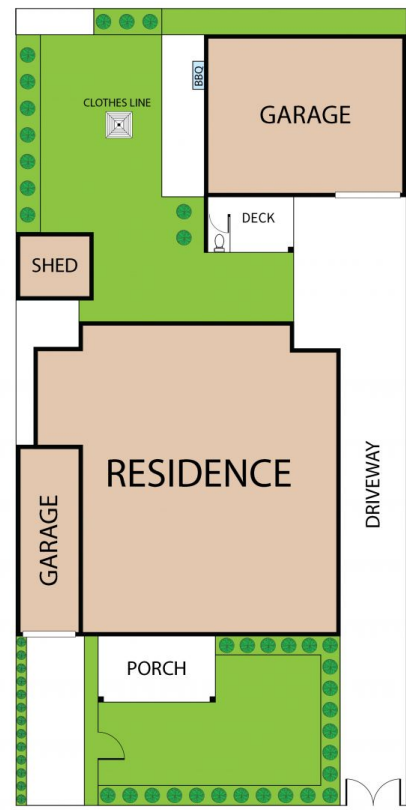 BBQ
CLOTHES LINE
GARAGE
DECK
SHED
RESIDENCE
GARAGE
DRIVEWAY
PORCH